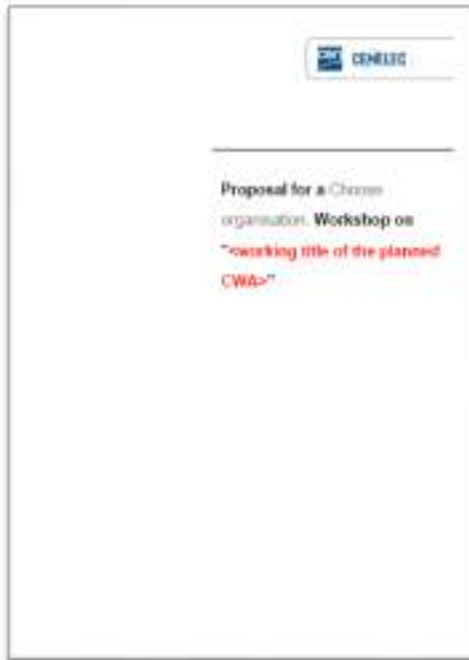 CENELEC
Proposal for a Choose
organisation. Workshop on
"<working title of the planned
CWA>"